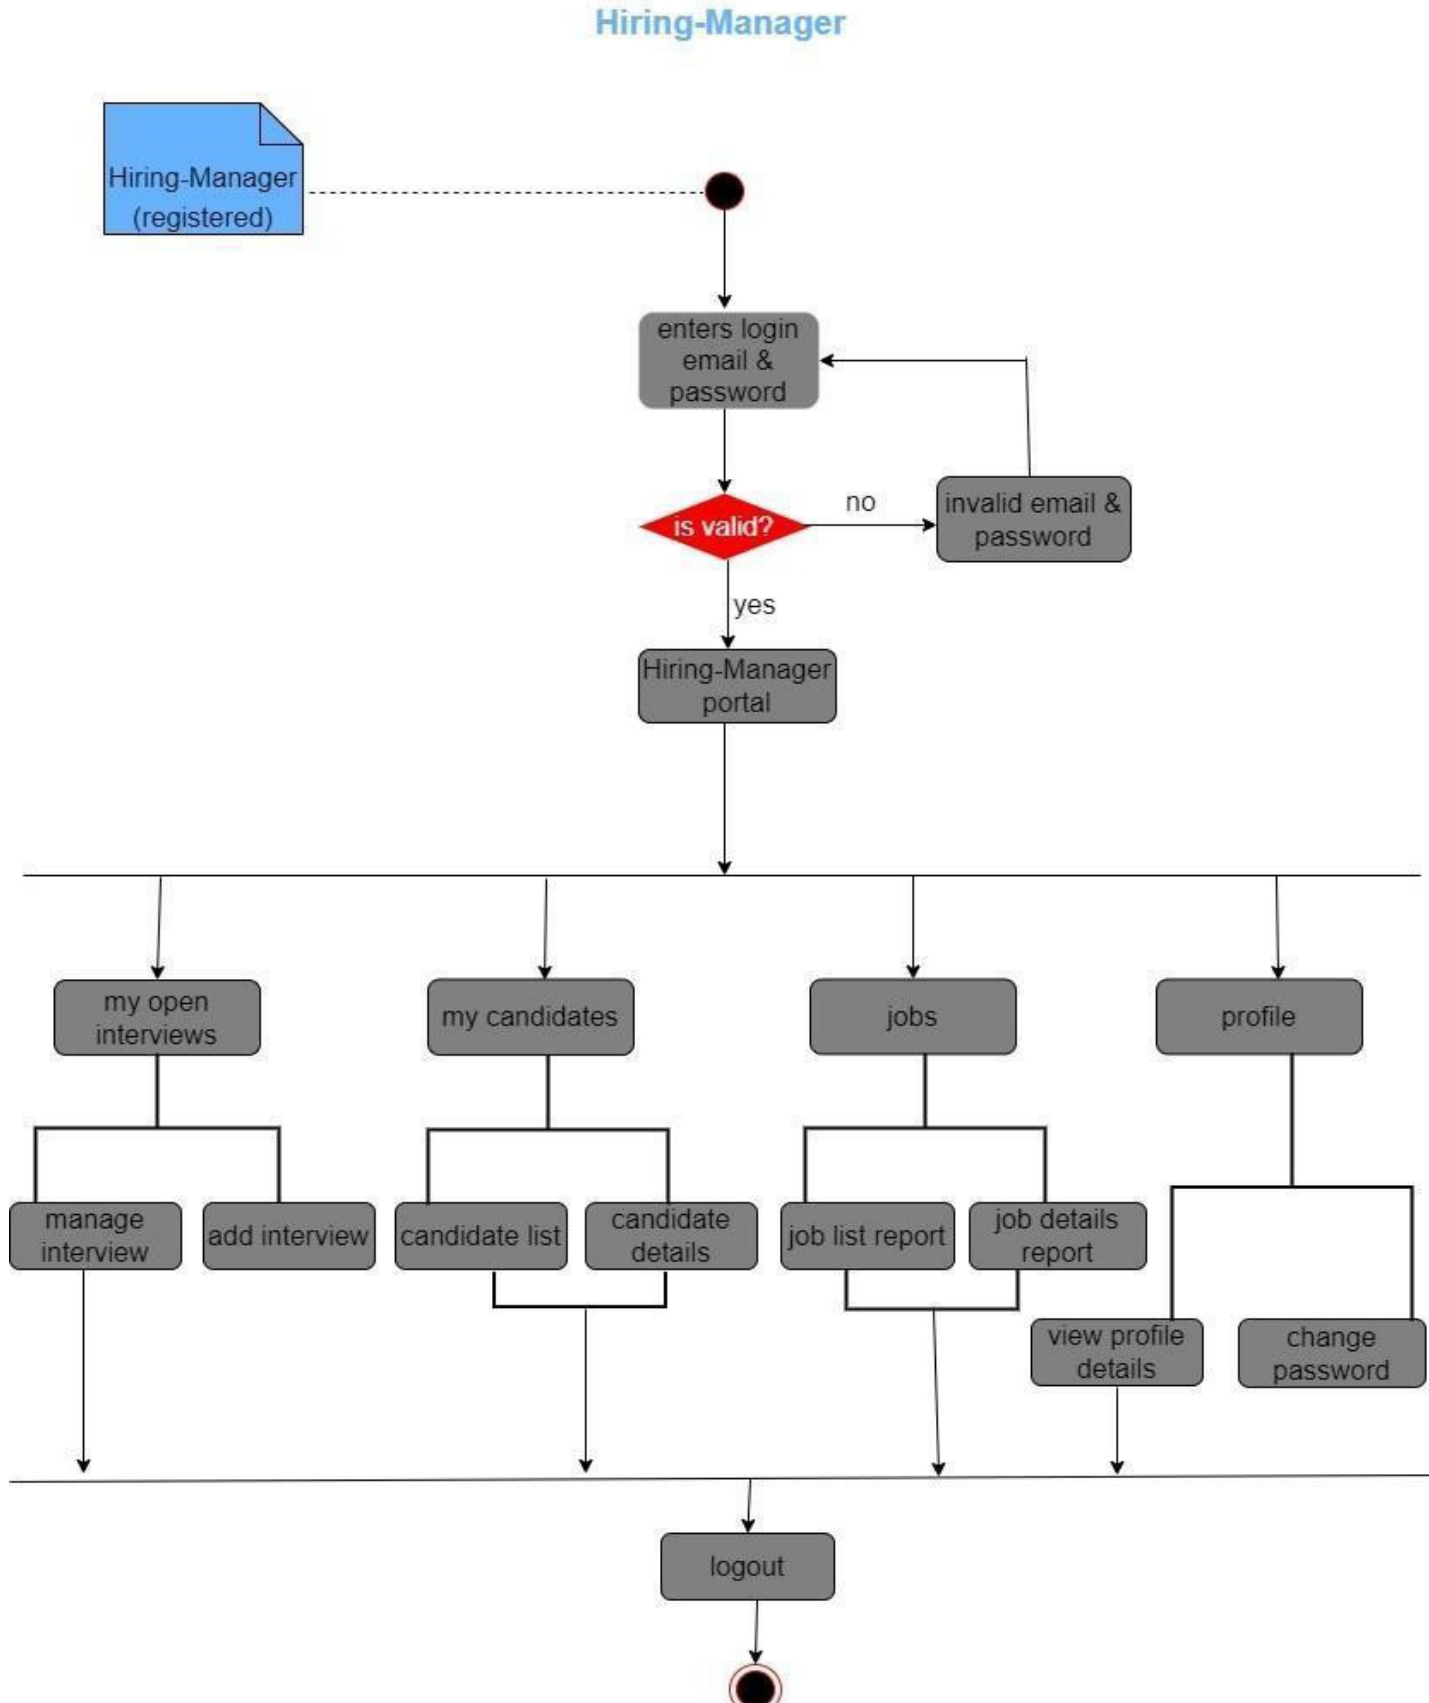 Hiring-Manager
Hiring-Manager
(registered)
enters login
email &
password
is valid?
no
invalid email &
password
yes
Hiring-Manager
portal
my open
interviews
my candidates
jobs
profile
manage
interview
add interview
candidate list
candidate
details
job list report
job details
report
view profile
details
change
password
logout